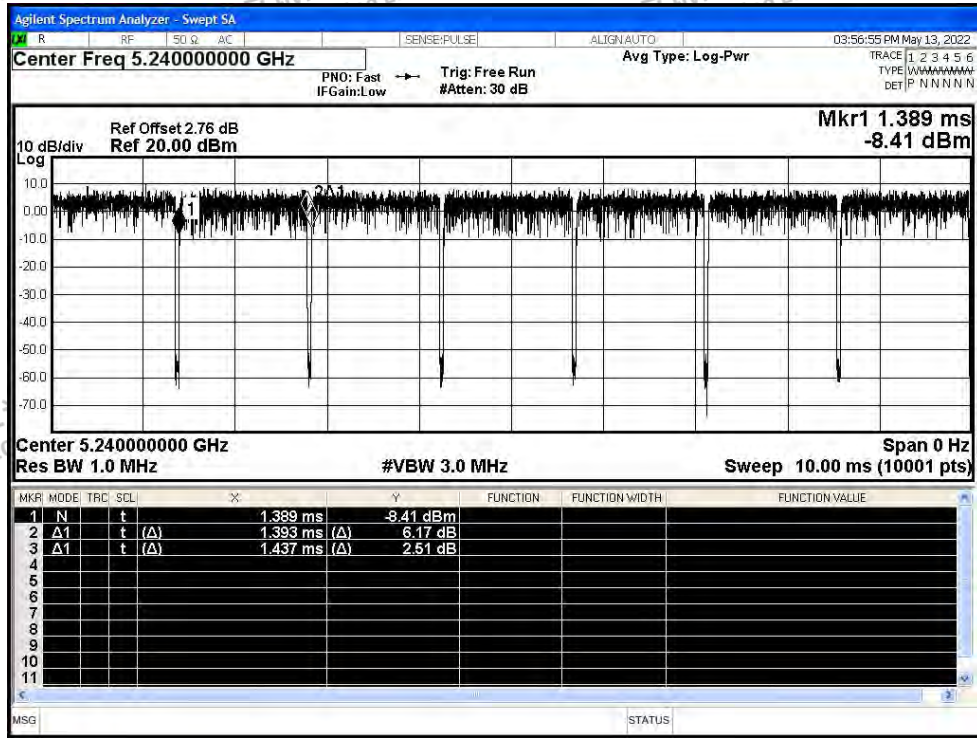 Agilent Spectrum Analyzer - Swept SA
LXI R RF 50 Ω AC SENSE:PULSE ALIGN AUTO 03:56:55 PM May 13, 2022
Center Freq 5.240000000 GHz Avg Type: Log-Pwr TRACE 1 2 3 4 5 6
PNO: Fast Trig: Free Run TYPE WWWWWW
IFGain:Low #Atten: 30 dB DET P N N N N N
Mkr1 1.389 ms
Ref Offset 2.76 dB
10 dB/div Ref 20.00 dBm -8.41 dBm
Log
10.0
2Δ1
1
0.00
-10.0
-20.0
-30.0
-40.0
-50.0
-60.0
-70.0
Center 5.240000000 GHz Span 0 Hz
Res BW 1.0 MHz #VBW 3.0 MHz Sweep 10.00 ms (10001 pts)
MKR MODE TRC SCL X Y FUNCTION FUNCTION WIDTH FUNCTION VALUE
1 N t 1.389 ms -8.41 dBm
2 Δ1 t (Δ) 1.393 ms (Δ) 6.17 dB
3 Δ1 t (Δ) 1.437 ms (Δ) 2.51 dB
4
5
6
7
8
9
10
11
MSG STATUS